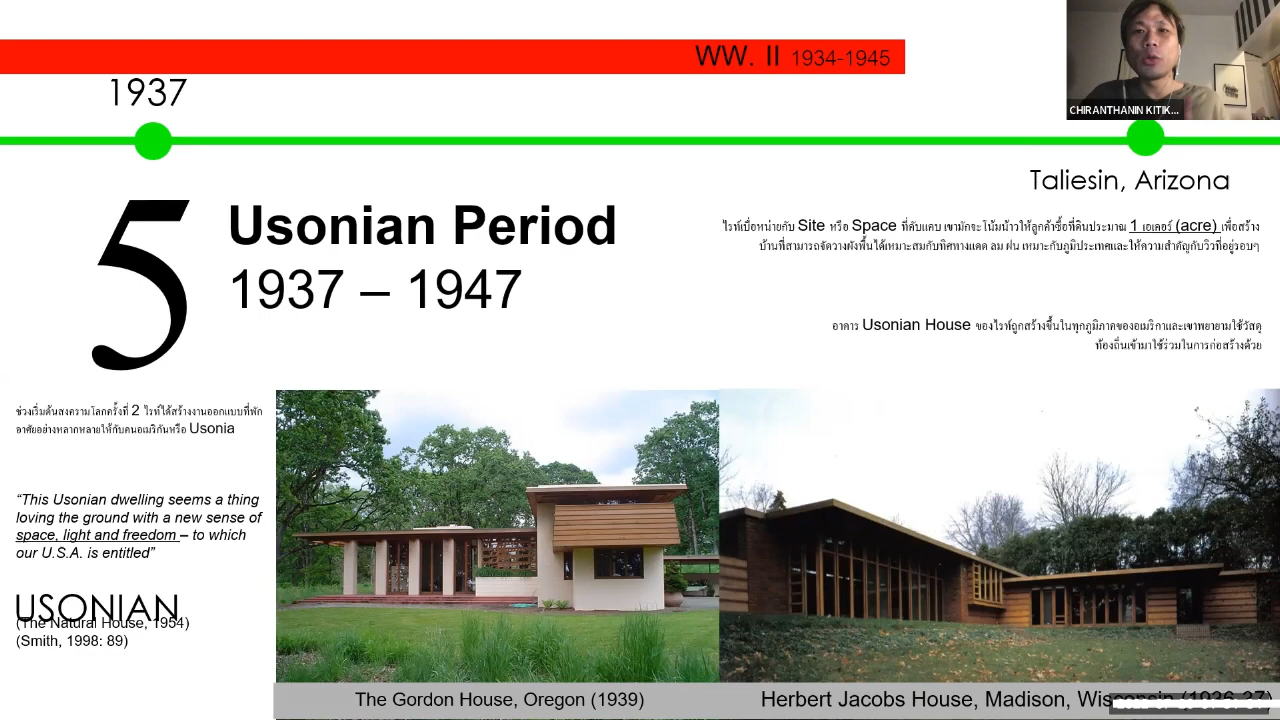 WW. II 1934-1945
1937
CHIRANTHANIN KITIK...
Taliesin, Arizona
5
Usonian Period
1937 – 1947
ไรท์เบื่อหน่ายกับ Site หรือ Space ที่คับแคบ เขามักจะโน้มน้าวให้ลูกค้าซื้อที่ดินประมาณ 1 เอเคอร์ (acre) เพื่อสร้าง
บ้านที่สามารถจัดวางผังพื้นได้เหมาะสมกับทิศทางแดด ลม ฝน เหมาะกับภูมิประเทศและให้ความสำคัญกับวิวที่อยู่รอบๆ
อาคาร Usonian House ของไรท์ถูกสร้างขึ้นในทุกภูมิภาคของอเมริกาและเขาพยายามใช้วัสดุ
ท้องถิ่นเข้ามาใช้ร่วมในการก่อสร้างด้วย
ช่วงเริ่มต้นสงครามโลกครั้งที่ 2 ไรท์ได้สร้างงานออกแบบที่พัก
อาศัยอย่างหลากหลายให้กับคนอเมริกันหรือ Usonia
“This Usonian dwelling seems a thing
loving the ground with a new sense of
space, light and freedom – to which
our U.S.A. is entitled”
USONIAN
(The Natural House, 1954)
(Smith, 1998: 89)
The Gordon House, Oregon (1939)
Herbert Jacobs House, Madison, Wisconsin (1936-37)